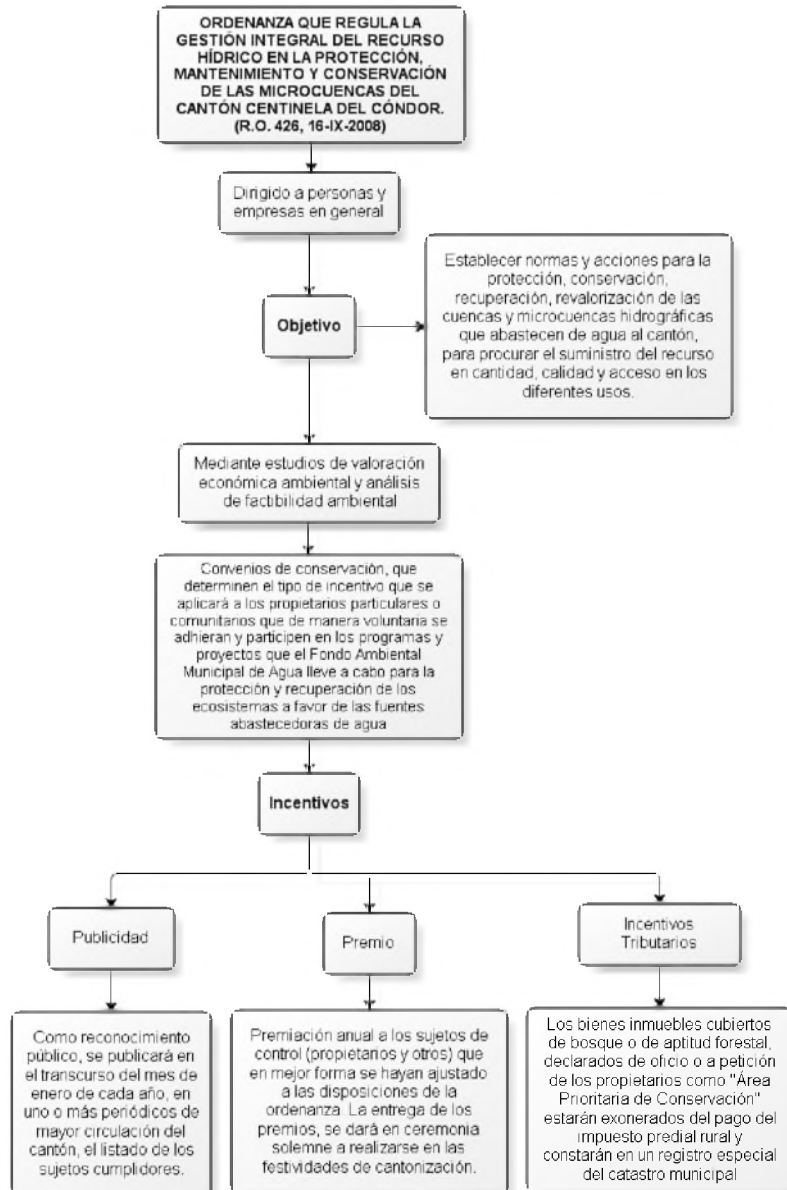 ORDENANZA QUE REGULA LA
GESTIÓN INTEGRAL DEL RECURSO
HÍDRICO EN LA PROTECCIÓN,
MANTENIMIENTO Y CONSERVACIÓN
DE LAS MICROCUENCAS DEL
CANTÓN CENTINELA DEL CÓNDOR.
(R.O. 426, 16-IX-2008)
Dirigido a personas y
empresas en general
Objetivo
Establecer normas y acciones para la
protección, conservación,
recuperación, revalorización de las
cuencas y microcuencas hidrográficas
que abastecen de agua al cantón,
para procurar el suministro del recurso
en cantidad, calidad y acceso en los
diferentes usos.
Mediante estudios de valoración
económica ambiental y análisis
de factibilidad ambiental
Convenios de conservación, que
determinen el tipo de incentivo que se
aplicará a los propietarios particulares o
comunitarios que de manera voluntaria se
adhieran y participen en los programas y
proyectos que el Fondo Ambiental
Municipal de Agua lleve a cabo para la
protección y recuperación de los
ecosistemas a favor de las fuentes
abastecedoras de agua
Incentivos
Publicidad
Premio
Incentivos
Tributarios
Como reconocimiento
público, se publicará en
el transcurso del mes de
enero de cada año, en
uno o más periódicos de
mayor circulación del
cantón, el listado de los
sujetos cumplidores.
Premiación anual a los sujetos de
control (propietarios y otros) que
en mejor forma se hayan ajustado
a las disposiciones de la
ordenanza. La entrega de los
premios, se dará en ceremonia
solemne a realizarse en las
festividades de cantonización.
Los bienes inmuebles cubiertos
de bosque o de aptitud forestal,
declarados de oficio o a petición
de los propietarios como "Área
Prioritaria de Conservación"
estarán exonerados del pago del
impuesto predial rural y
constarán en un registro especial
del catastro municipal